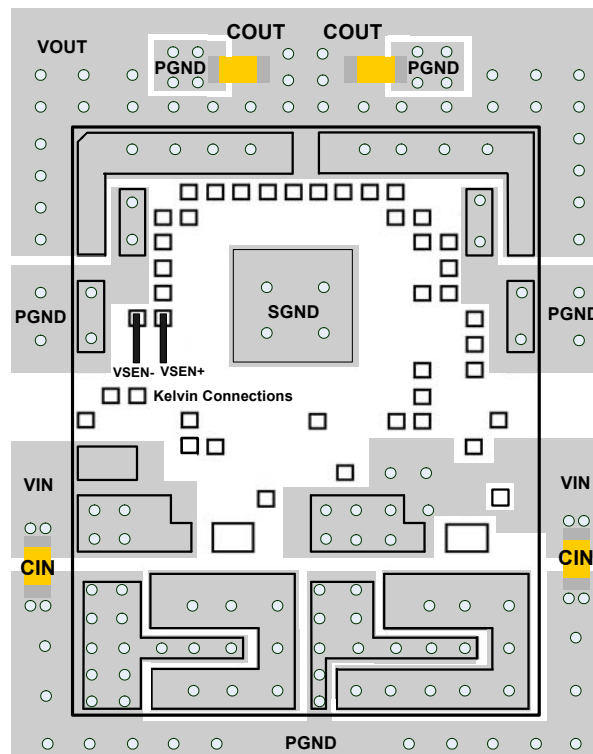 COUT COUT
VOUT
PGND PGND
SGND
PGND PGND
VSEN- VSEN+
Kelvin Connections
VIN VIN
CIN CIN
PGND